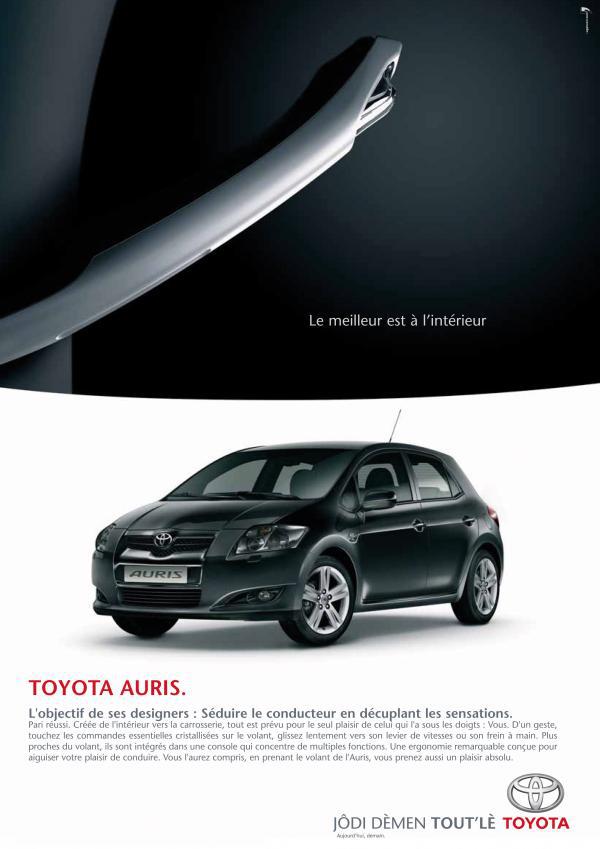 Le meilleur est à l'intérieur
AURIS
TOYOTA AURIS.
L'objectif de ses designers : Séduire le conducteur en décuplant les sensations.
Pari réussi. Créée de l'intérieur vers la carrosserie, tout est prévu pour le seul plaisir de celui qui l'a sous les doigts : Vous. D'un geste,
touchez les commandes essentielles cristallisées sur le volant, glissez lentement vers son levier de vitesses ou son frein à main. Plus
proches du volant, ils sont intégrés dans une console qui concentre de multiples fonctions. Une ergonomie remarquable conçue pour
aiguiser votre plaisir de conduire. Vous l'aurez compris, en prenant le volant de l'Auris, vous prenez aussi un plaisir absolu.
JÔDI DÈMEN TOUT'LÈ TOYOTA
Aujourd'hui, demain.